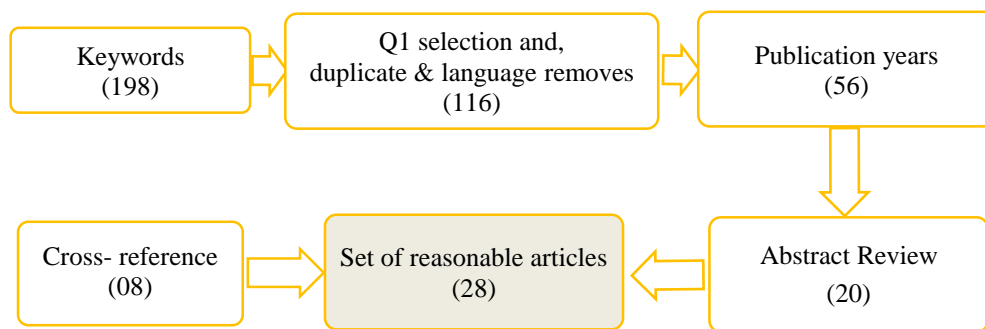 Keywords
(198)
Q1 selection and,
duplicate & language removes
(116)
Publication years
(56)
Cross- reference
(08)
Set of reasonable articles
(28)
Abstract Review
(20)